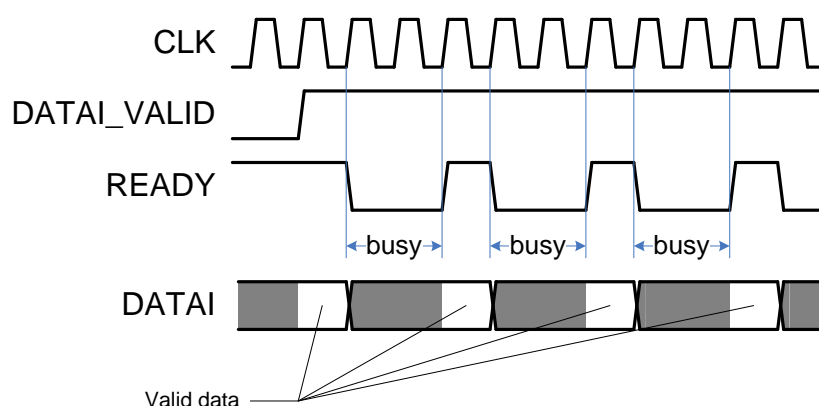 CLK
DATAI_VALID
READY
busy busy busy
DATAI
Valid data